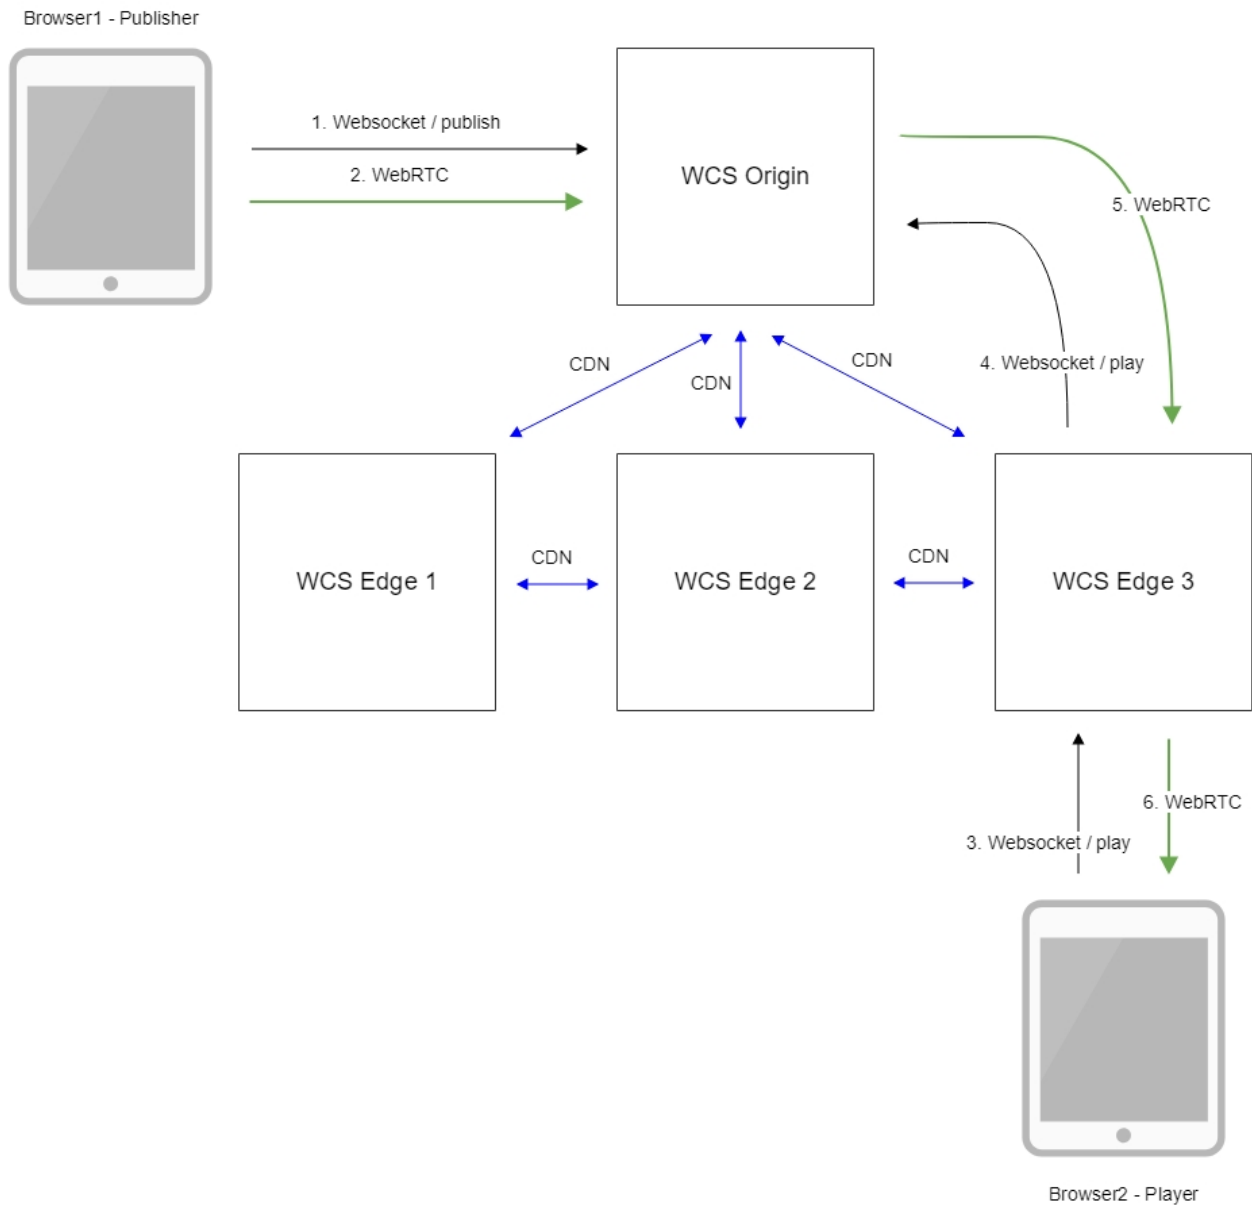 Browser1 - Publisher
1. Websocket / publish
2. WebRTC
WCS Origin
5. WebRTC
4. Websocket / play
CDN
CDN
CDN
WCS Edge 1
CDN
WCS Edge 2
CDN
WCS Edge 3
6. WebRTC
3. Websocket / play
Browser2 - Player